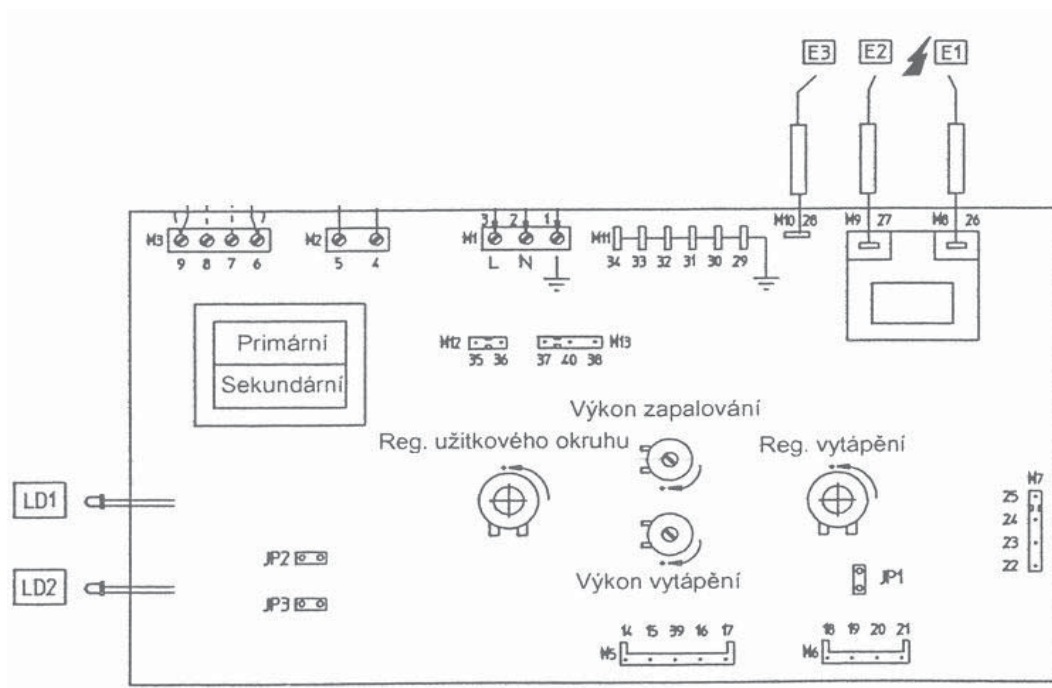 E3 E2 E1
M10 28 M9 27 M8 26
3 2 1
M3 M2 M1 M11
9 8 7 6 5 4 L N 34 33 32 31 30 29
Primární
Sekundární
M12 35 36 37 40 38 M13
Výkon zapalování
Reg. užitkového okruhu
Reg. vytápění
M7
25
24
23
22
LD1
LD2
JP2
JP3
Výkon vytápění
JP1
14 15 39 16 17
M5
18 19 20 21
M6